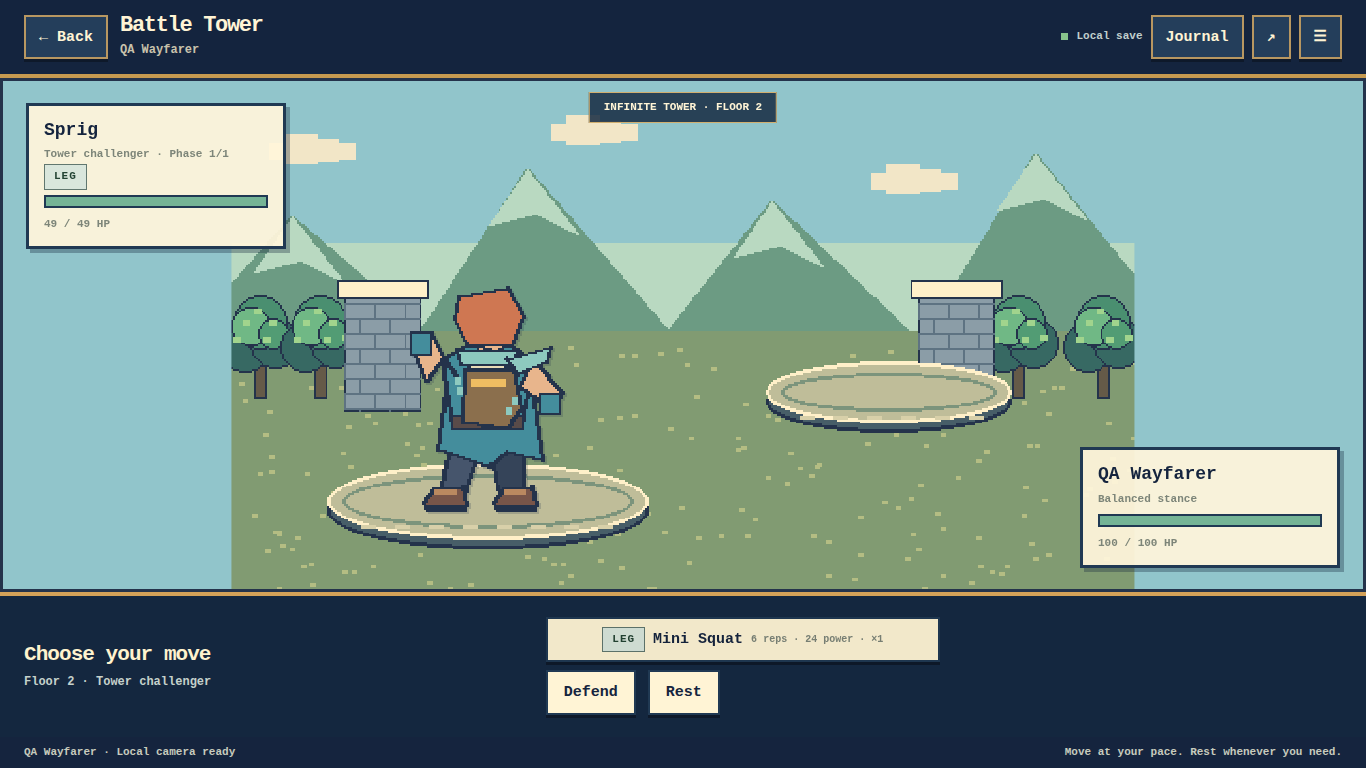 ← Back
Battle Tower
QA Wayfarer
Local save
Journal
↗
☰
INFINITE TOWER · FLOOR 2
Sprig
Tower challenger · Phase 1/1
LEG
49 / 49 HP
QA Wayfarer
Balanced stance
100 / 100 HP
Choose your move
Floor 2 · Tower challenger
LEG Mini Squat 6 reps · 24 power · ×1
Defend
Rest
QA Wayfarer · Local camera ready
Move at your pace. Rest whenever you need.